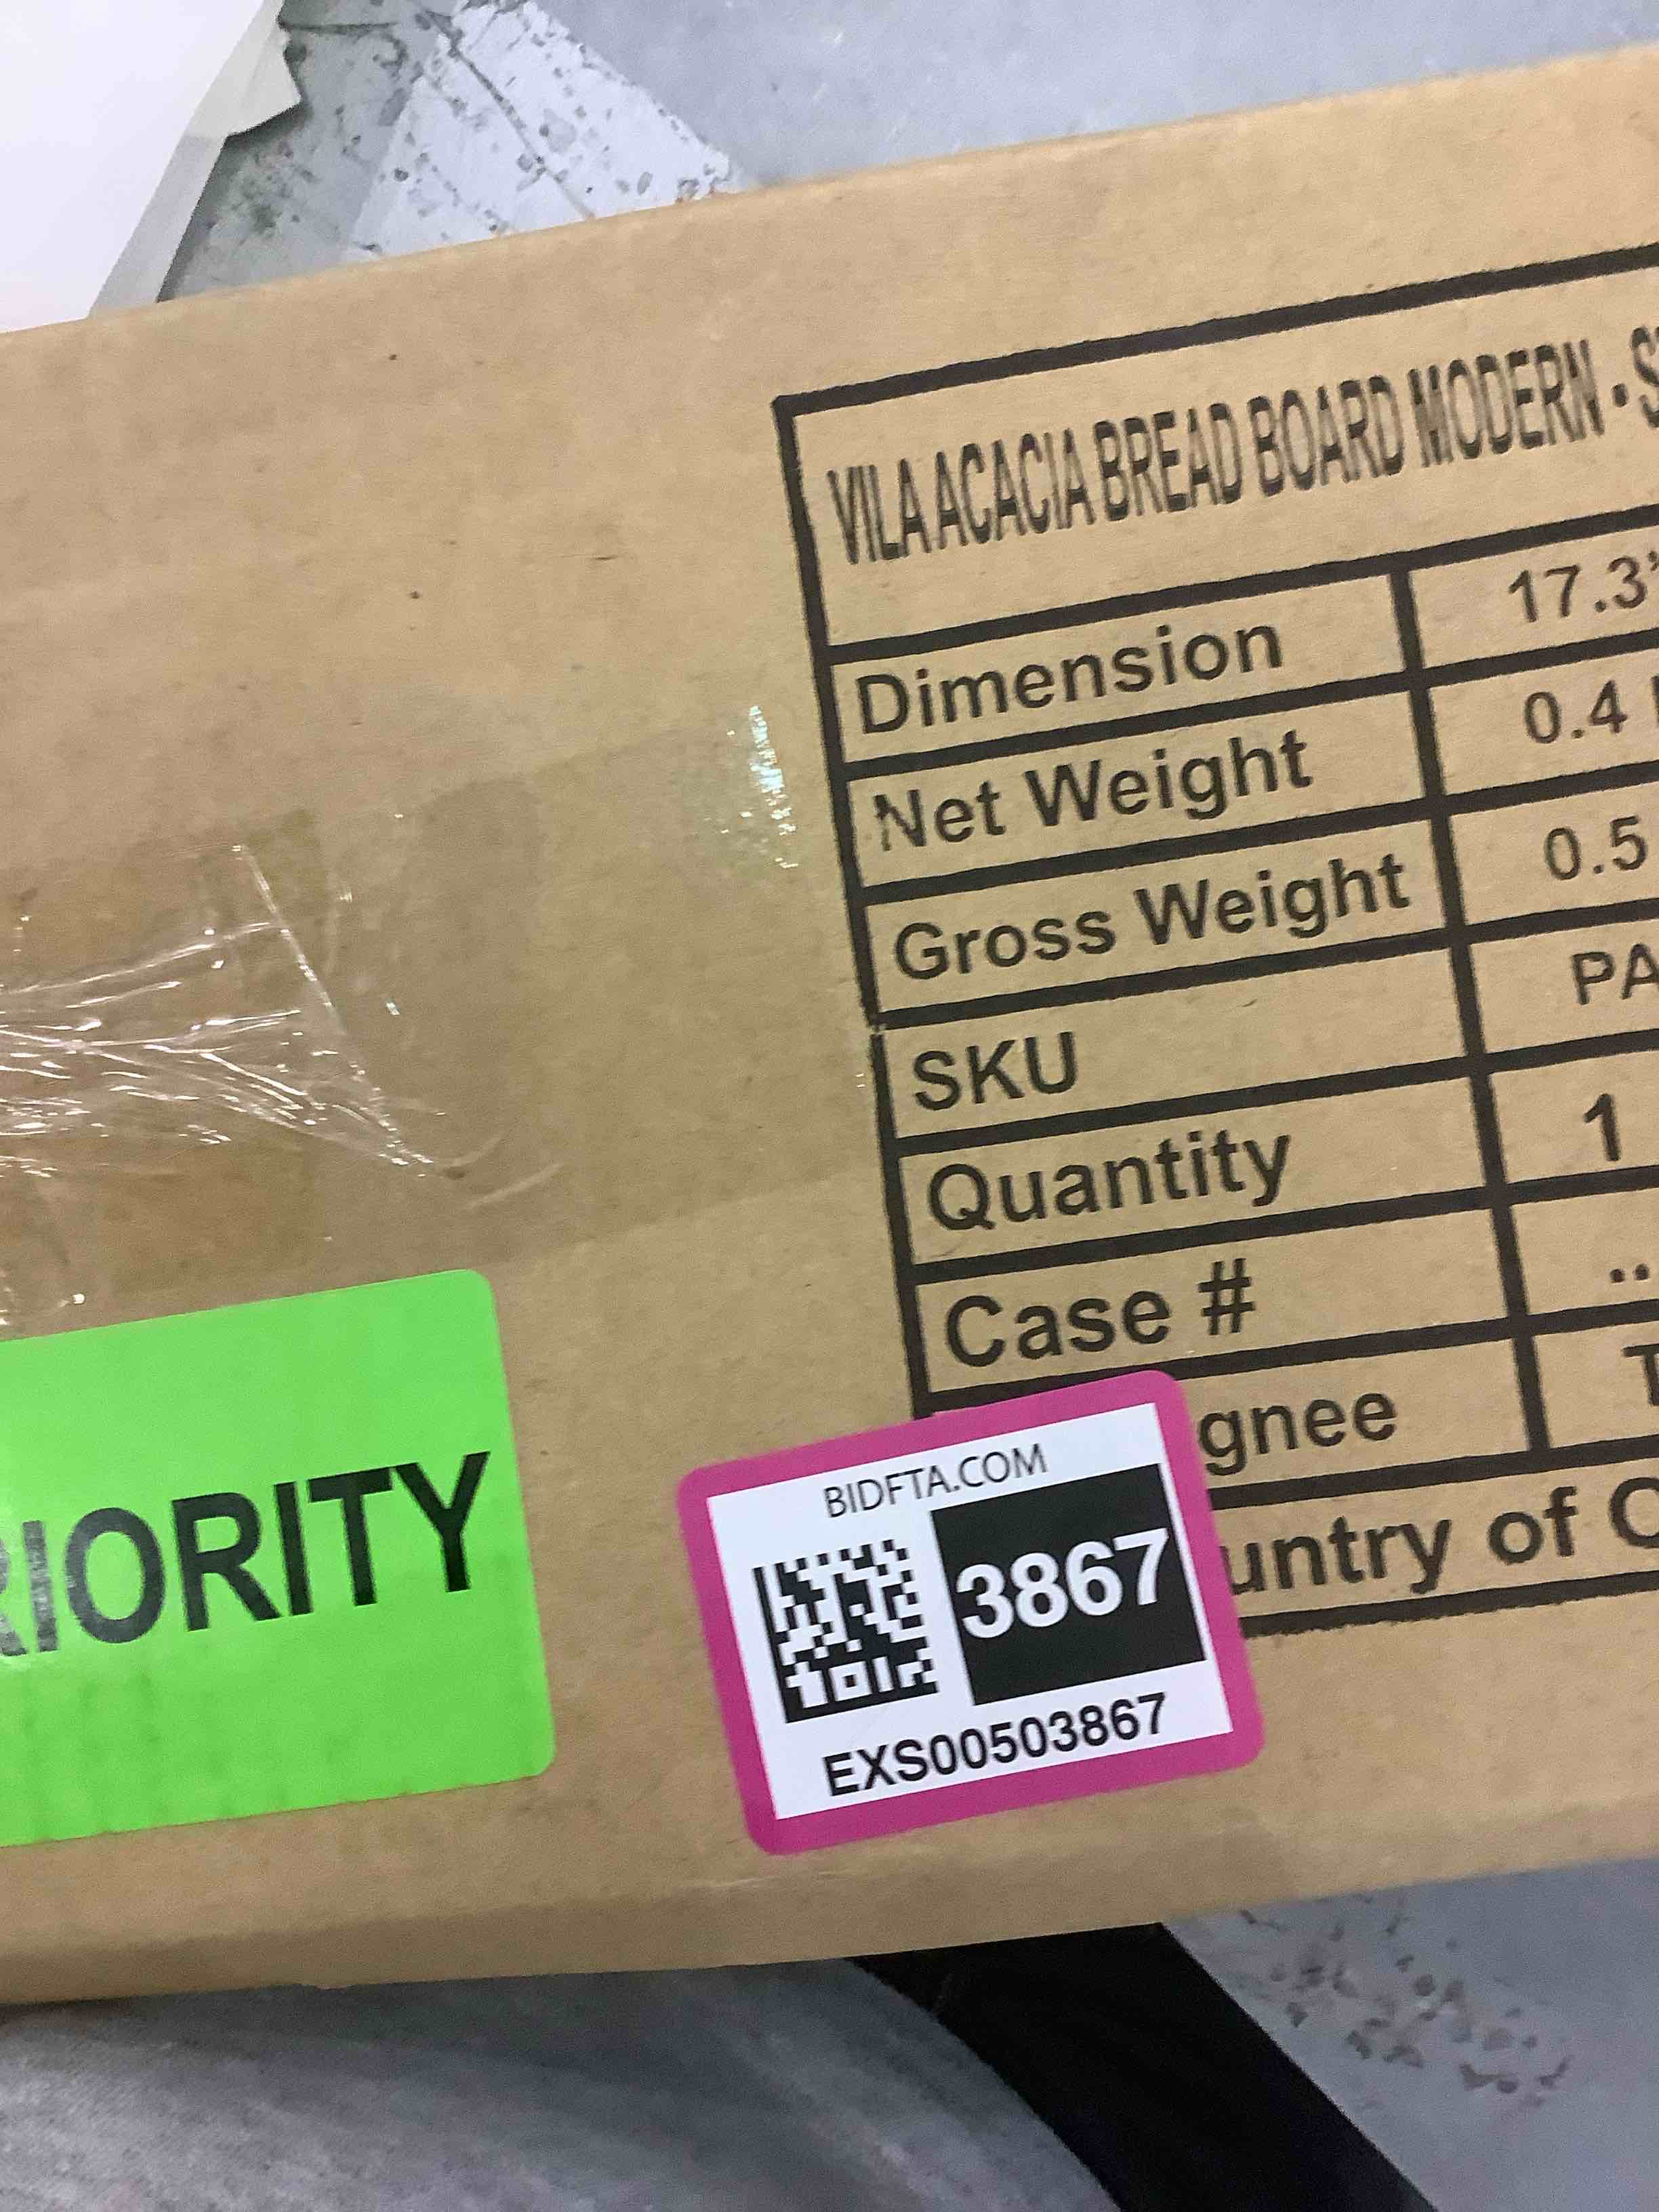 VILA ACACIA BREAD BOARD MODERN - S
Dimension 17.3"
Net Weight 0.4
Gross Weight 0.5
SKU PA
Quantity 1
Case # ..
gnee T
untry of
RIORITY
BIDFTA.COM
3867
EXS00503867